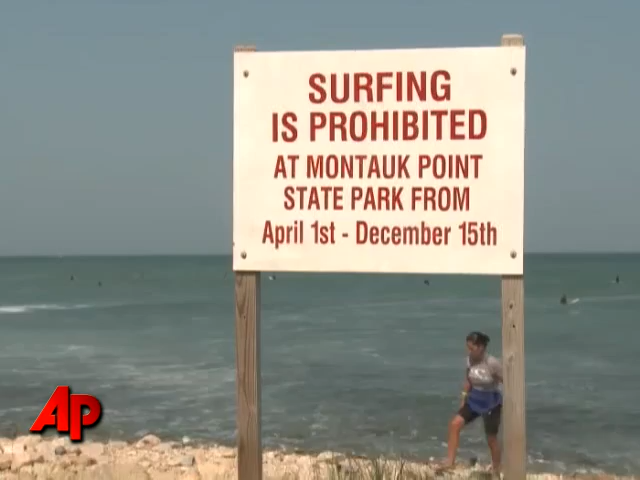 SURFING
IS PROHIBITED
AT MONTAUK POINT
STATE PARK FROM
April 1st - December 15th
AP